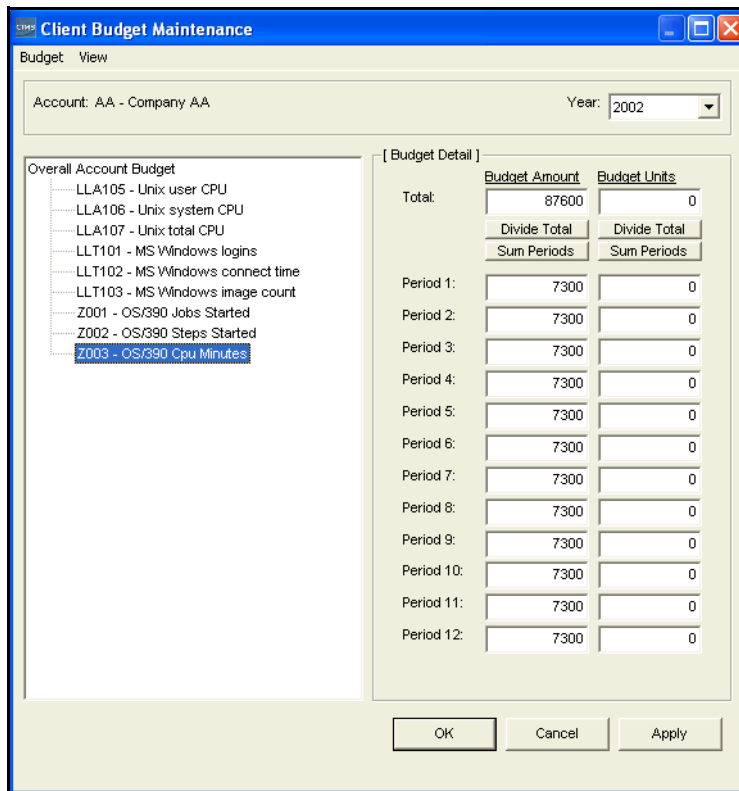 CIMS Client Budget Maintenance
Budget View
Account: AA - Company AA Year: 2002
Overall Account Budget
LLA105 - Unix user CPU
LLA106 - Unix system CPU
LLA107 - Unix total CPU
LLT101 - MS Windows logins
LLT102 - MS Windows connect time
LLT103 - MS Windows image count
Z001 - OS/390 Jobs Started
Z002 - OS/390 Steps Started
Z003 - OS/390 Cpu Minutes
[ Budget Detail ]
Budget Amount Budget Units
Total: 87600 0
Divide Total Divide Total
Sum Periods Sum Periods
Period 1: 7300 0
Period 2: 7300 0
Period 3: 7300 0
Period 4: 7300 0
Period 5: 7300 0
Period 6: 7300 0
Period 7: 7300 0
Period 8: 7300 0
Period 9: 7300 0
Period 10: 7300 0
Period 11: 7300 0
Period 12: 7300 0
OK Cancel Apply